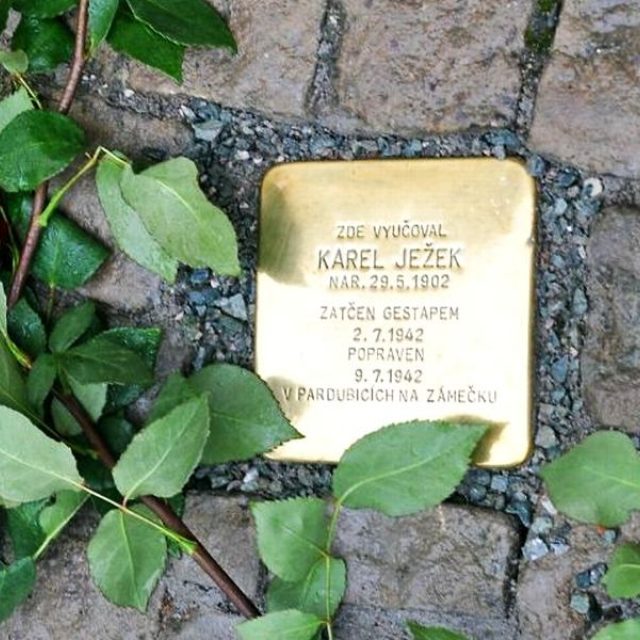 ZDE VYUČOVAL
KAREL JEŽEK
NAR. 29.5.1902
ZATČEN GESTAPEM
2.7.1942
POPRAVEN
9.7.1942
V PARDUBICÍCH NA ZÁMEČKU